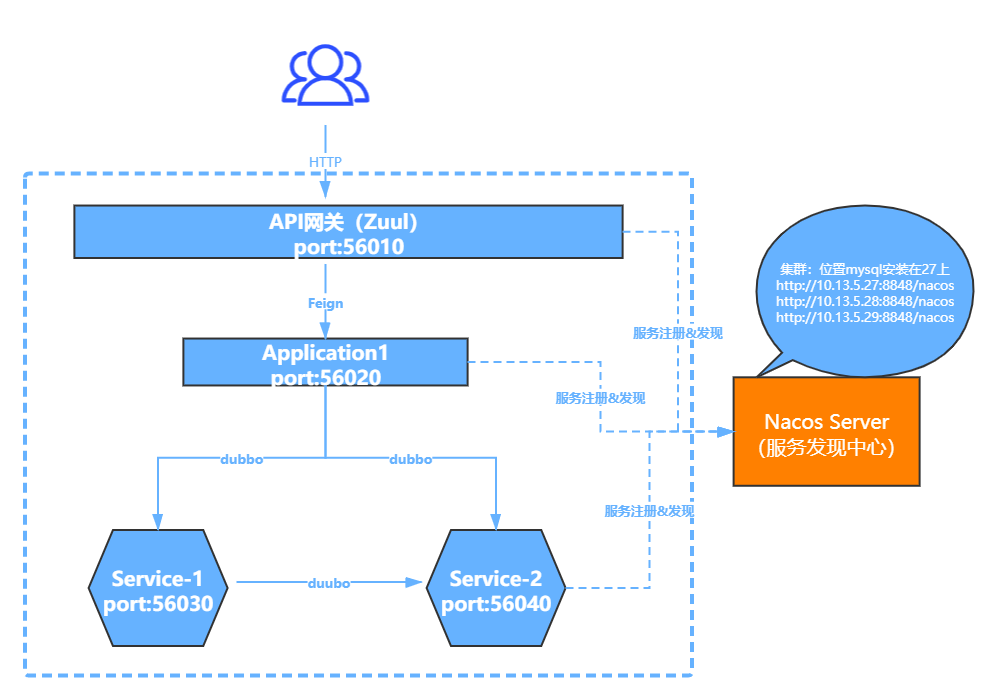 HTTP
API网关（Zuul）
port:56010
Feign
服务注册&发现
Application1
port:56020
服务注册&发现
集群：位置mysql安装在27上
http://10.13.5.27:8848/nacos
http://10.13.5.28:8848/nacos
http://10.13.5.29:8848/nacos
Nacos Server
(服务发现中心)
dubbo
dubbo
服务注册&发现
Service-1
port:56030
duubo
Service-2
port:56040